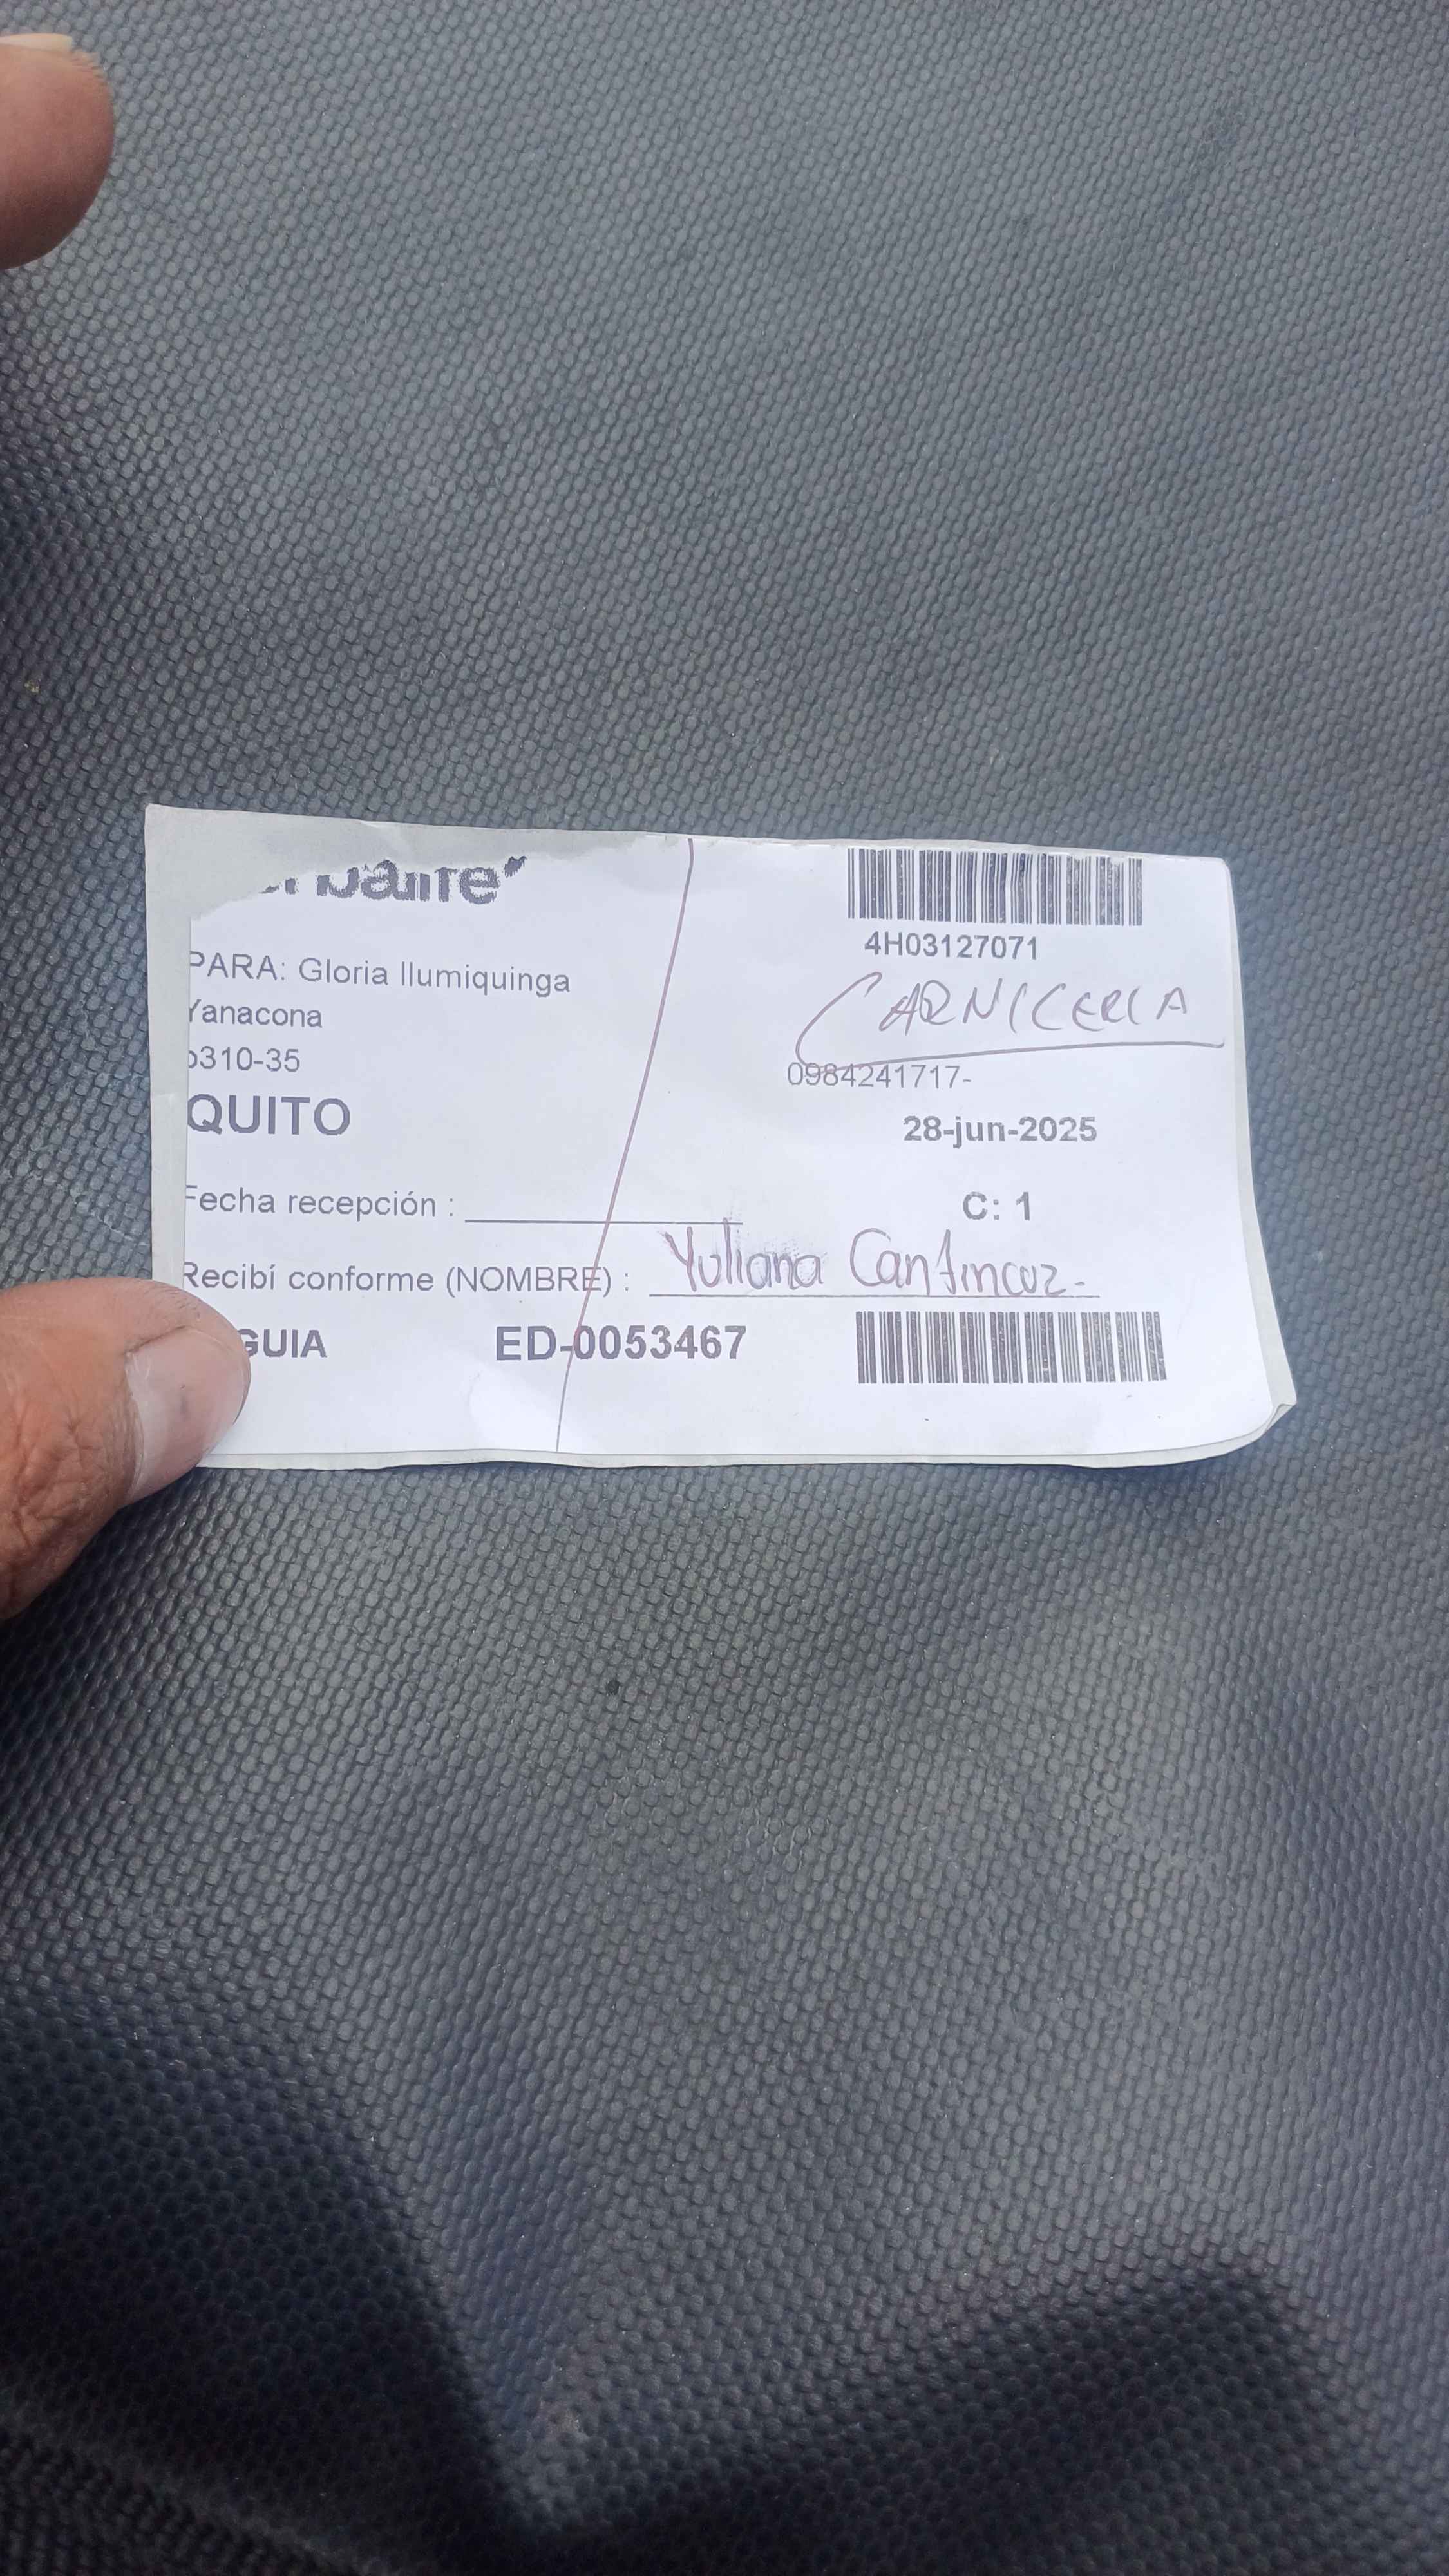 4H03127071
PARA: Gloria Ilumiquinga
CARNICERIA
Yanacona
0984241717-
310-35
QUITO
28-jun-2025
Fecha recepción :
C: 1
Recibí conforme (NOMBRE) : Yuliana
GUIA ED-0053467